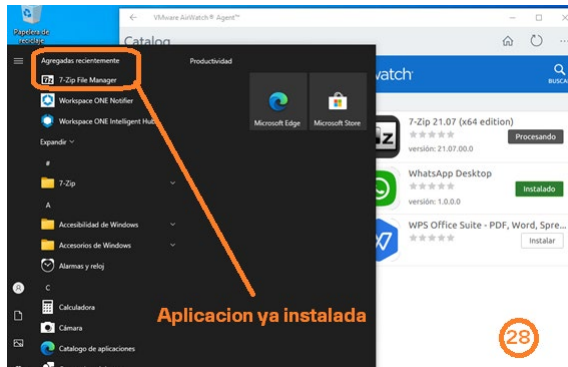 Papelera de
reciclaje
VMware AirWatch ® Agent™
Catalog
Agregadas recientemente
7-Zip File Manager
Workspace ONE Notifier
Workspace ONE Intelligent Hub
Expandir
#
7-Zip
A
Accesibilidad de Windows
Accesorios de Windows
Alarmas y reloj
C
Calculadora
Cámara
Catalogo de aplicaciones
Productividad
Microsoft Edge
Microsoft Store
Aplicacion ya instalada
vatch
BUSCA
7-Zip 21.07 (x64 edition)
versión: 21.07.00.0
Procesando
WhatsApp Desktop
versión: 1.0.0.0
Instalado
WPS Office Suite - PDF, Word, Spre...
Instalar
28